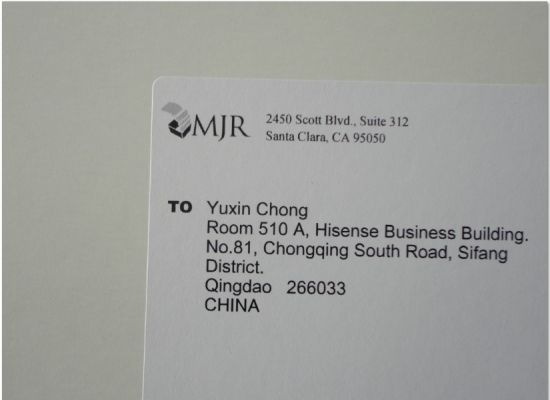 MJR
2450 Scott Blvd., Suite 312
Santa Clara, CA 95050
TO Yuxin Chong
Room 510 A, Hisense Business Building.
No.81, Chongqing South Road, Sifang
District.
Qingdao 266033
CHINA